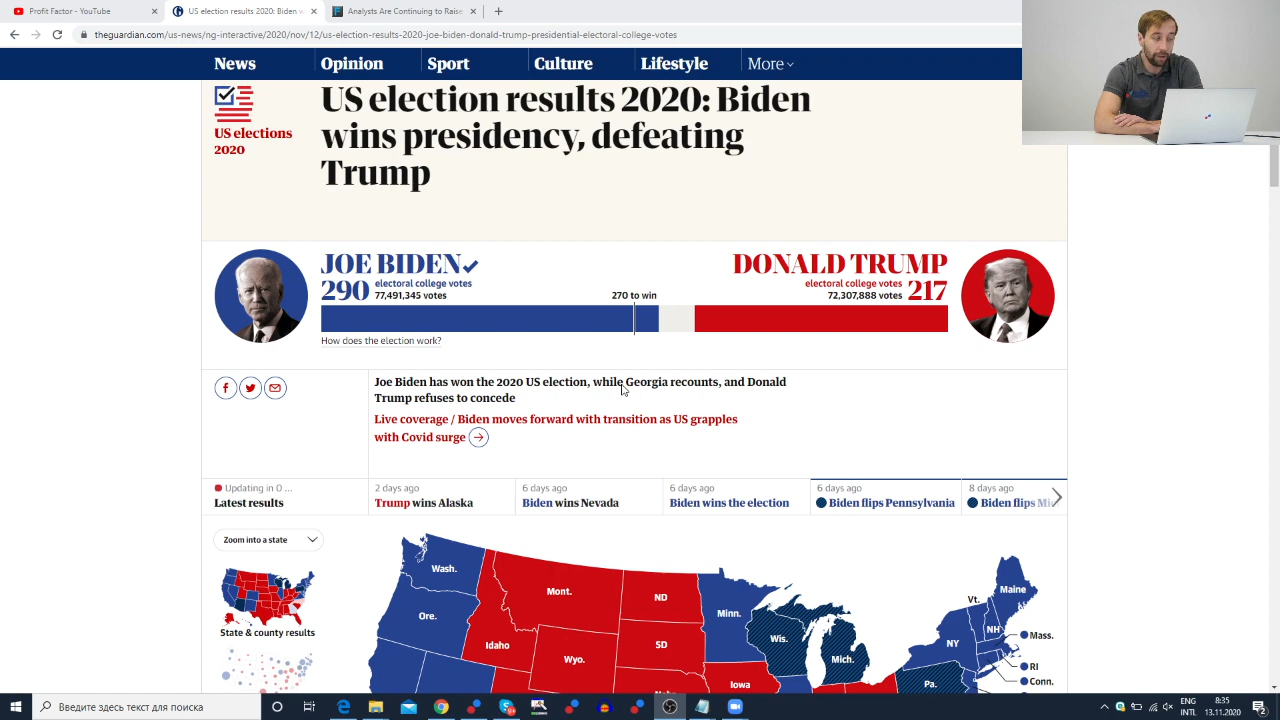 Profit Factor - YouTube
US election results 2020: Biden w
Analysts Are Continuing to Raise
theguardian.com/us-news/ng-interactive/2020/nov/12/us-election-results-2020-joe-biden-donald-trump-presidential-electoral-college-votes
News Opinion Sport Culture Lifestyle More
US elections
2020
US election results 2020: Biden
wins presidency, defeating
Trump
JOE BIDEN
290 electoral college votes
77,491,345 votes
270 to win
DONALD TRUMP
electoral college votes 217
72,307,888 votes
How does the election work?
Joe Biden has won the 2020 US election, while Georgia recounts, and Donald
Trump refuses to concede
Live coverage / Biden moves forward with transition as US grapples
with Covid surge
Updating in 0 ...
Latest results
2 days ago
Trump wins Alaska
6 days ago
Biden wins Nevada
6 days ago
Biden wins the election
6 days ago
Biden flips Pennsylvania
8 days ago
Biden flips Mi
Zoom into a state
State & county results
Wash.
Mont.
ND
Minn.
Vt.
Maine
Ore.
Idaho
SD
Wis.
NY
NH
Mass.
Wyo.
Mich.
RI
Iowa
Pa.
Conn.
Введите здесь текст для поиска
ENG
INTL
8:35
13.11.2020
2